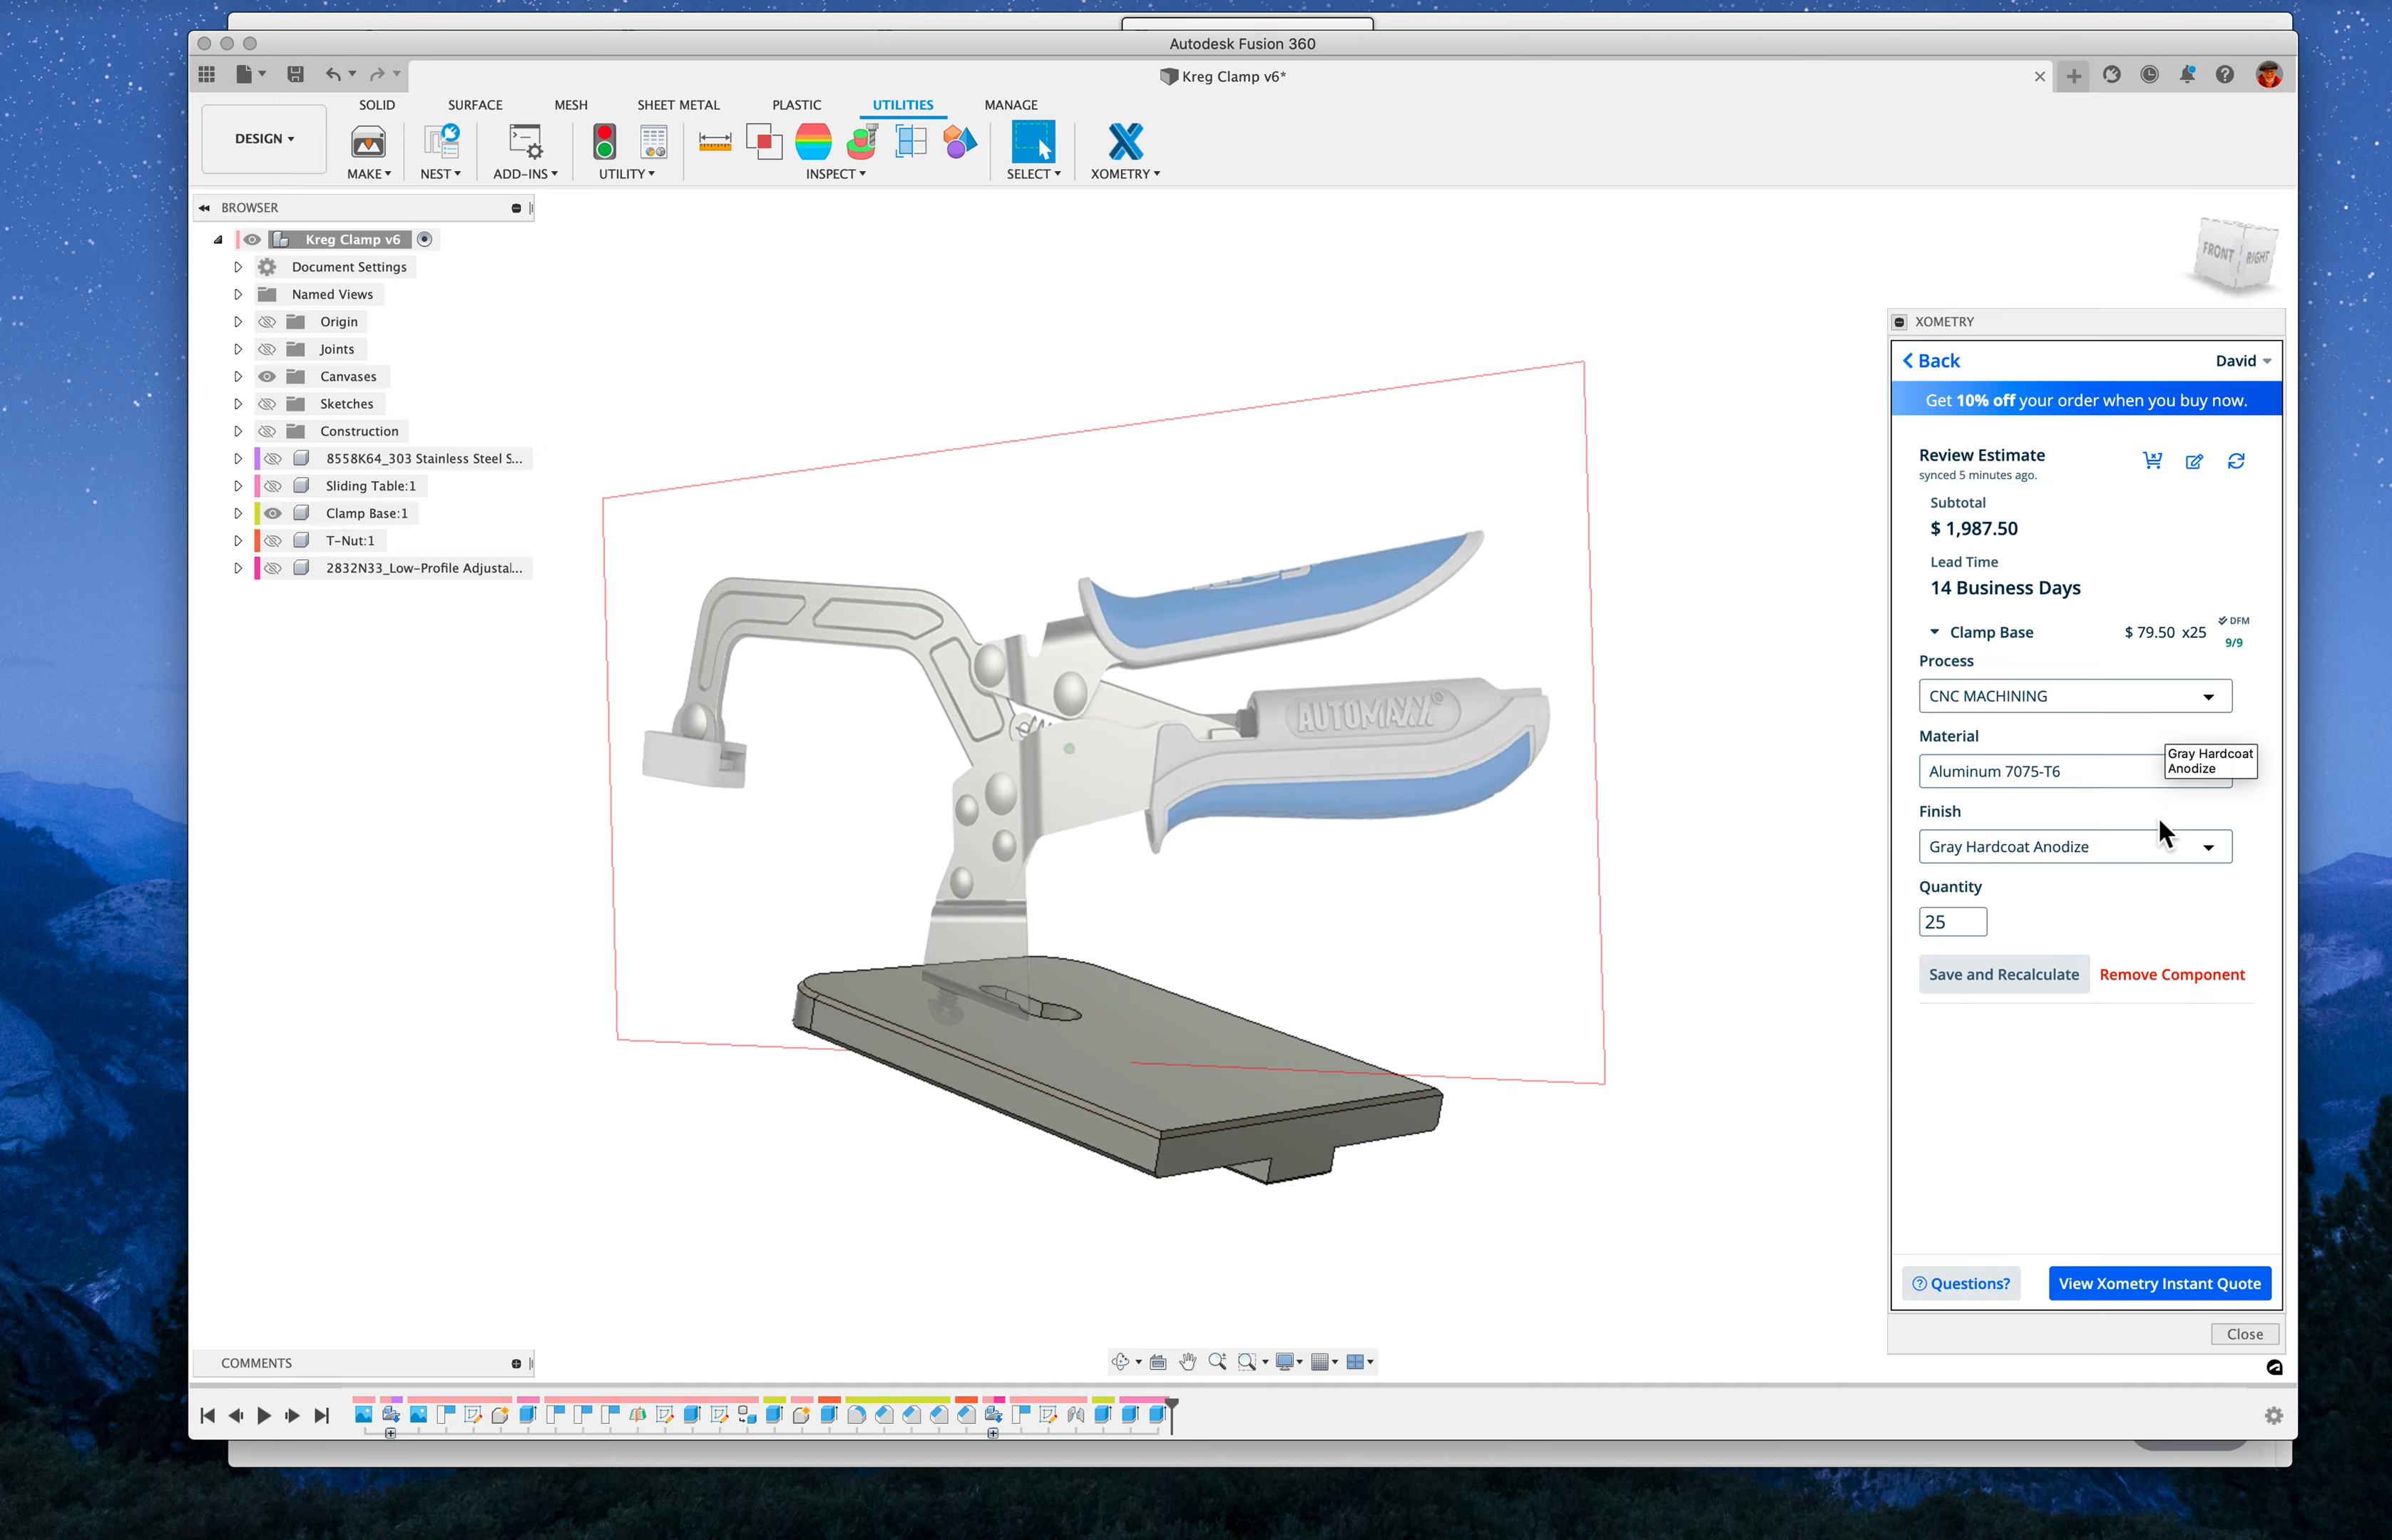 Autodesk Fusion 360
Kreg Clamp v6*
SOLID
SURFACE
MESH
SHEET METAL
PLASTIC
UTILITIES
MANAGE
DESIGN
MAKE
NEST
ADD-INS
UTILITY
INSPECT
SELECT
XOMETRY
BROWSER
Kreg Clamp v6
Document Settings
Named Views
Origin
Joints
Canvases
Sketches
Construction
8558K64_303 Stainless Steel S...
Sliding Table:1
Clamp Base:1
T-Nut:1
2832N33_Low-Profile Adjustal...
AUTOMAXX®
FRONT
RIGHT
XOMETRY
Back
David
Get 10% off your order when you buy now.
Review Estimate
synced 5 minutes ago.
Subtotal
$ 1,987.50
Lead Time
14 Business Days
Clamp Base $ 79.50 x25 DFM
9/9
Process
CNC MACHINING
Material
Gray Hardcoat
Anodize
Aluminum 7075-T6
Finish
Gray Hardcoat Anodize
Quantity
25
Save and Recalculate
Remove Component
Questions?
View Xometry Instant Quote
Close
COMMENTS